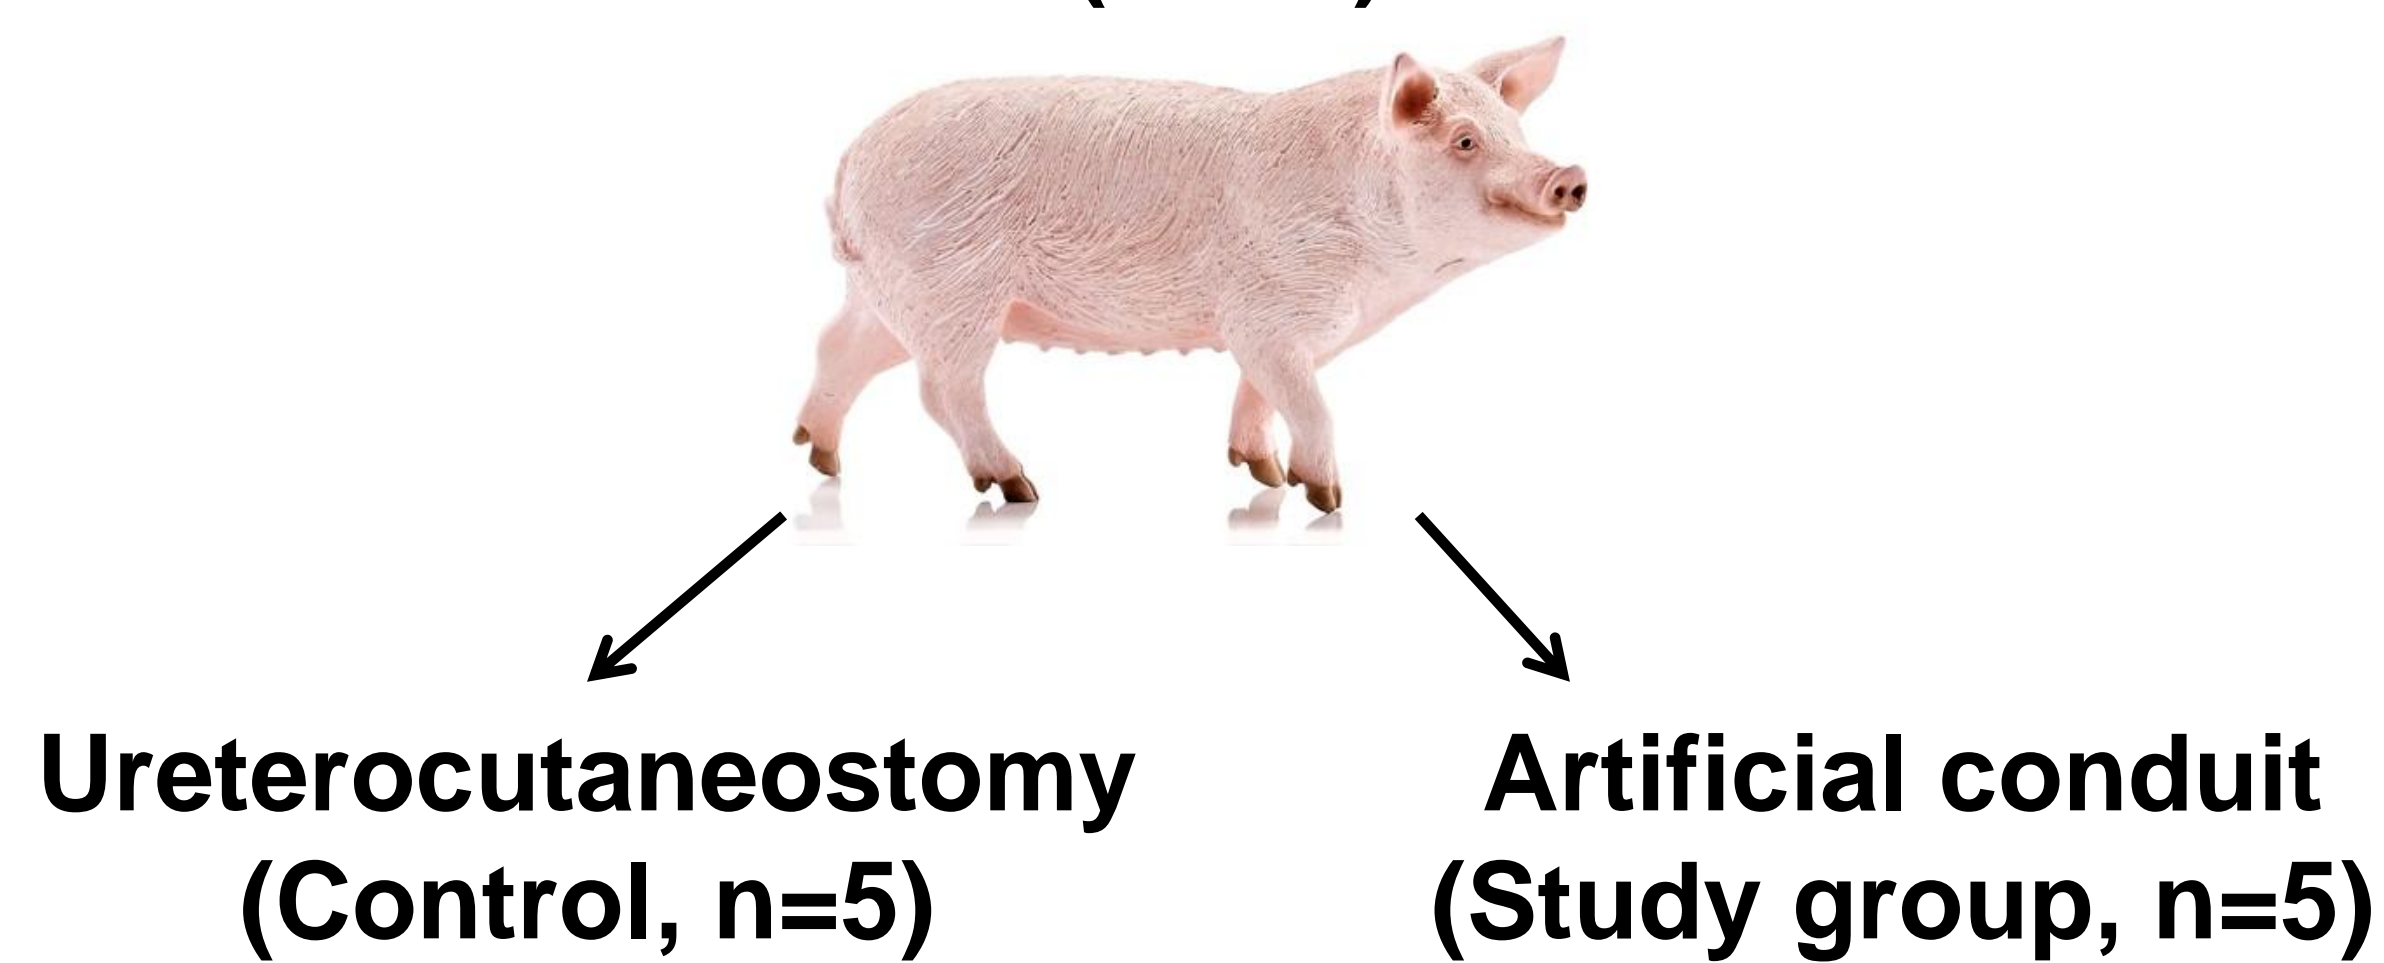 Ureterocutaneostomy
(Control, n=5)
Artificial conduit
(Study group, n=5)